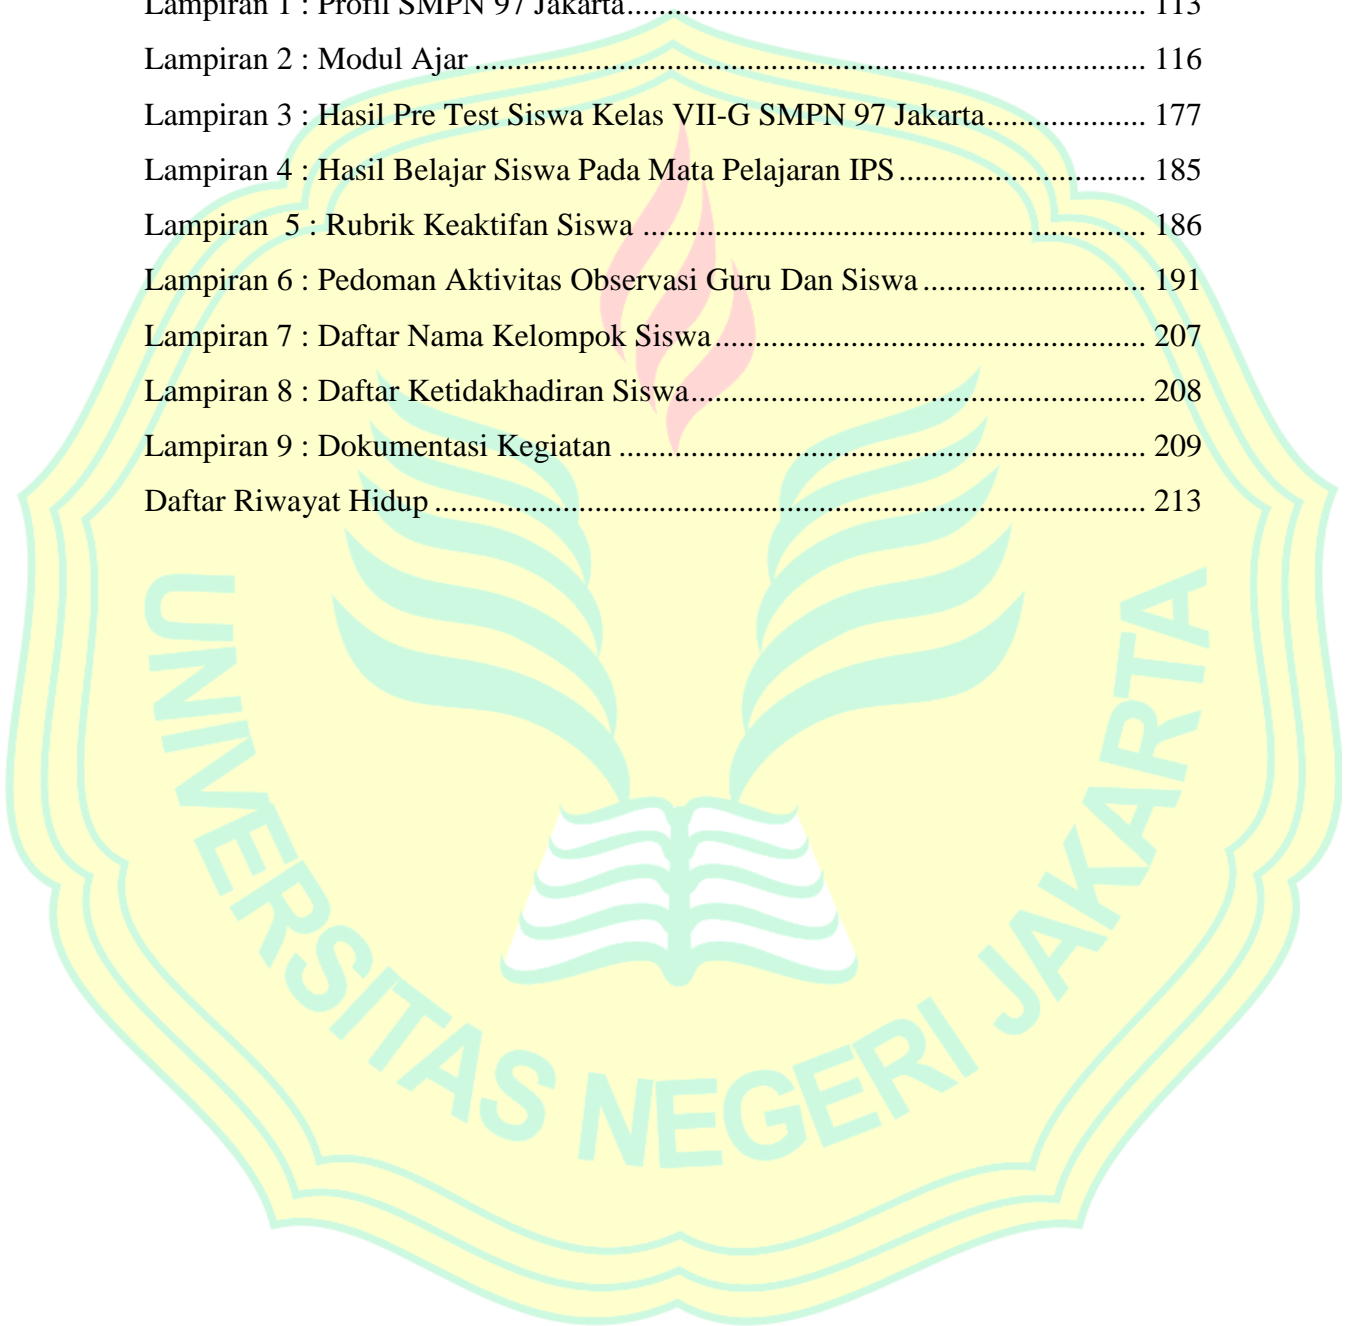 Lampiran 1 : Profil SMPN 97 Jakarta................................................................ 113
Lampiran 2 : Modul Ajar ................................................................................... 116
Lampiran 3 : Hasil Pre Test Siswa Kelas VII-G SMPN 97 Jakarta.................... 177
Lampiran 4 : Hasil Belajar Siswa Pada Mata Pelajaran IPS............................... 185
Lampiran  5 : Rubrik Keaktifan Siswa .............................................................. 186
Lampiran 6 : Pedoman Aktivitas Observasi Guru Dan Siswa............................ 191
Lampiran 7 : Daftar Nama Kelompok Siswa..................................................... 207
Lampiran 8 : Daftar Ketidakhadiran Siswa........................................................ 208
Lampiran 9 : Dokumentasi Kegiatan ................................................................. 209
Daftar Riwayat Hidup ........................................................................................ 213
UNIVERSITAS NEGERI JAKARTA